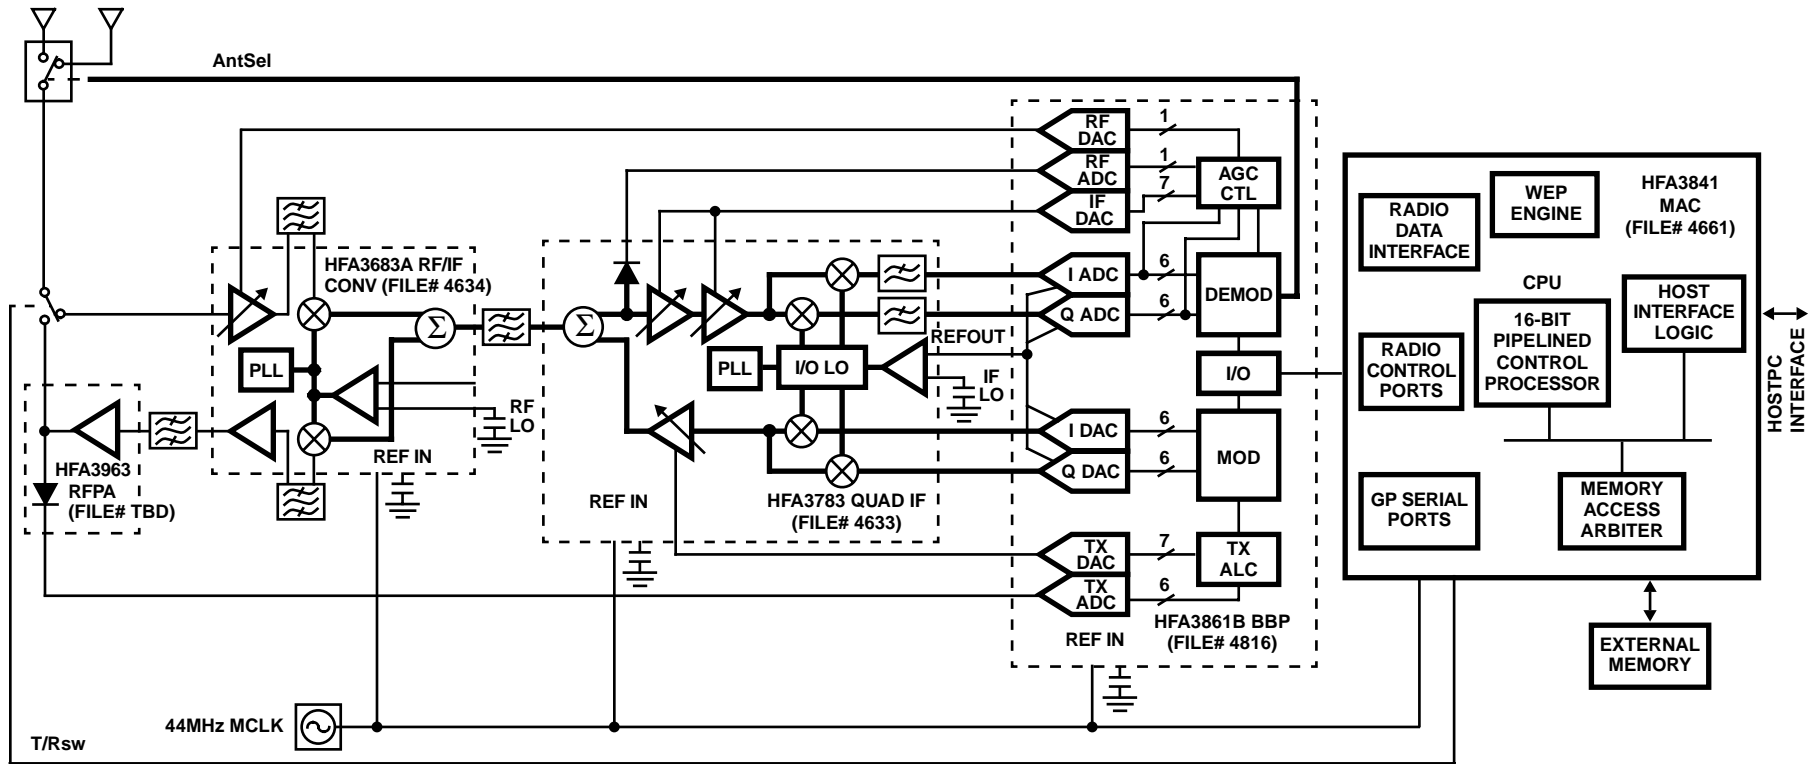 AntSel
RF
DAC
1
RF
ADC
1
IF
DAC
7
AGC
CTL
HFA3683A RF/IF
CONV (FILE# 4634)
Σ
PLL
RF
LO
REF IN
HFA3963
RFPA
(FILE# TBD)
Σ
PLL
I/O LO
REFOUT
IF
LO
REF IN
HFA3783 QUAD IF
(FILE# 4633)
I ADC
6
Q ADC
6
DEMOD
I/O
I DAC
6
Q DAC
6
MOD
TX
DAC
7
TX
ADC
6
TX
ALC
HFA3861B BBP
(FILE# 4816)
REF IN
RADIO
DATA
INTERFACE
WEP
ENGINE
HFA3841
MAC
(FILE# 4661)
CPU
16-BIT
PIPELINED
CONTROL
PROCESSOR
HOST
INTERFACE
LOGIC
RADIO
CONTROL
PORTS
GP SERIAL
PORTS
MEMORY
ACCESS
ARBITER
HOSTPC
INTERFACE
EXTERNAL
MEMORY
44MHz MCLK
T/Rsw